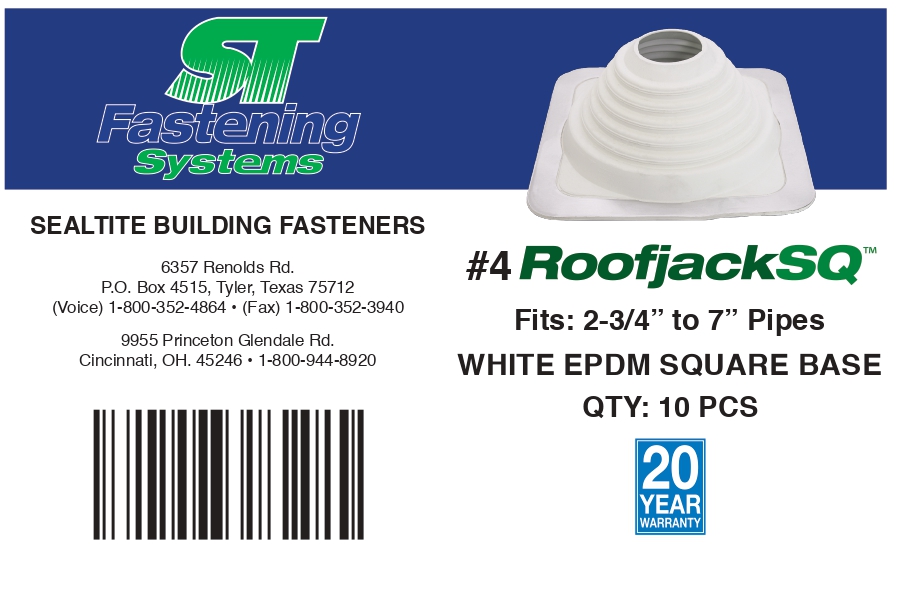 ST
Fastening
Systems
SEALTITE BUILDING FASTENERS
6357 Renolds Rd.
P.O. Box 4515, Tyler, Texas 75712
(Voice) 1-800-352-4864 • (Fax) 1-800-352-3940
9955 Princeton Glendale Rd.
Cincinnati, OH. 45246 • 1-800-944-8920
#4 RoofjackSQ™
Fits: 2-3/4” to 7” Pipes
WHITE EPDM SQUARE BASE
QTY: 10 PCS
20
YEAR
WARRANTY